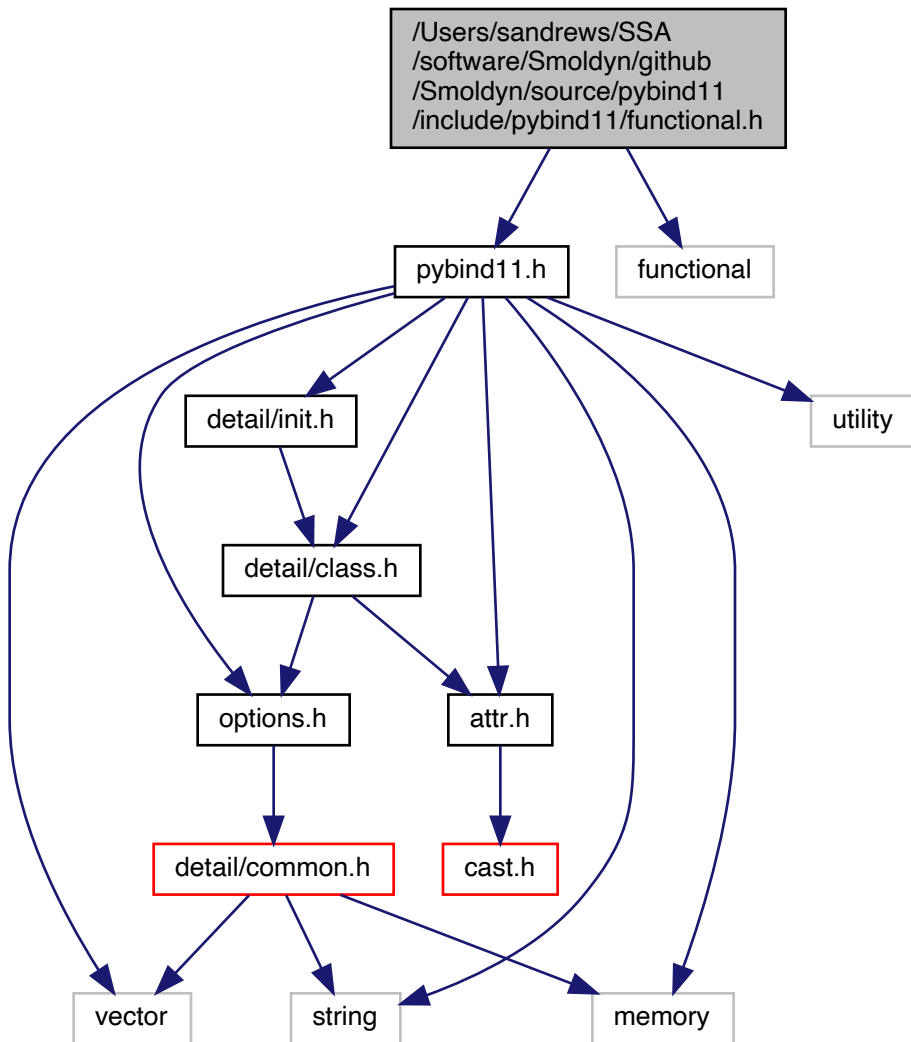 /Users/sandrews/SSA
/software/Smoldyn/github
/Smoldyn/source/pybind11
/include/pybind11/functional.h
pybind11.h
functional
detail/init.h
utility
detail/class.h
options.h
attr.h
detail/common.h
cast.h
vector
string
memory